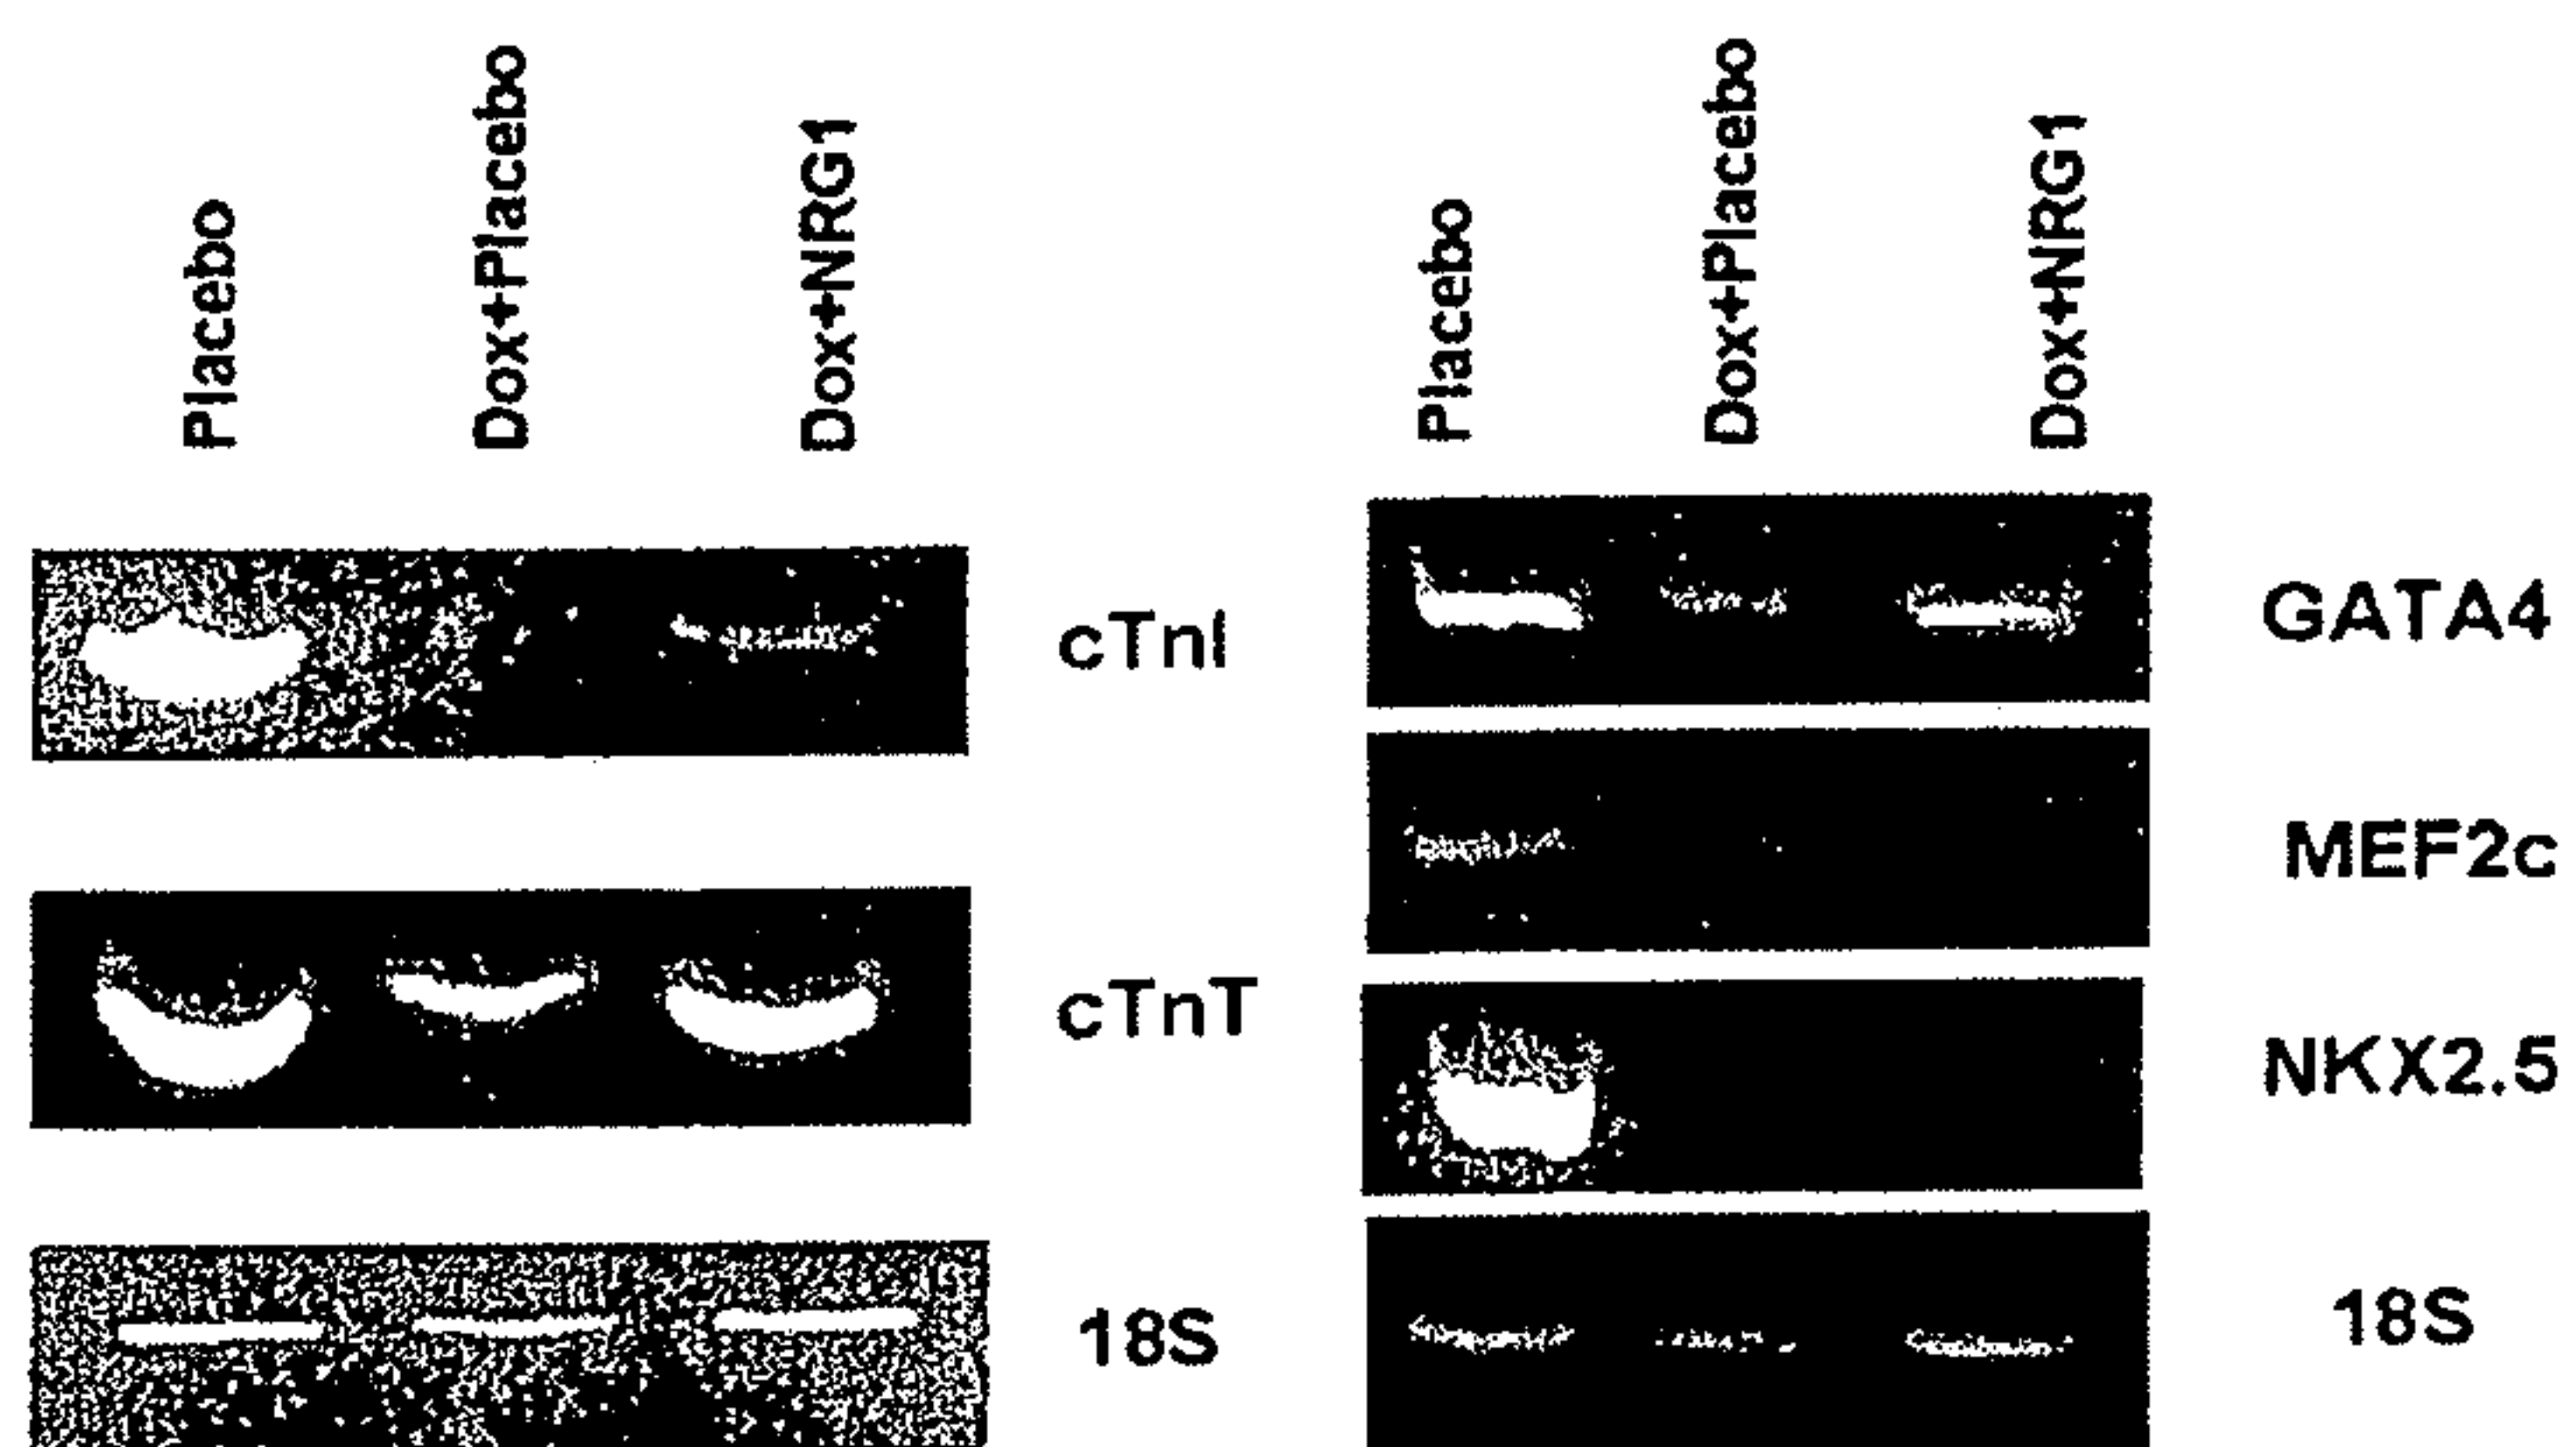 Placebo
Dox+Placebo
Dox+NRG1
cTnI
cTnT
18S
Placebo
Dox+Placebo
Dox+NRG1
GATA4
MEF2c
NKX2.5
18S